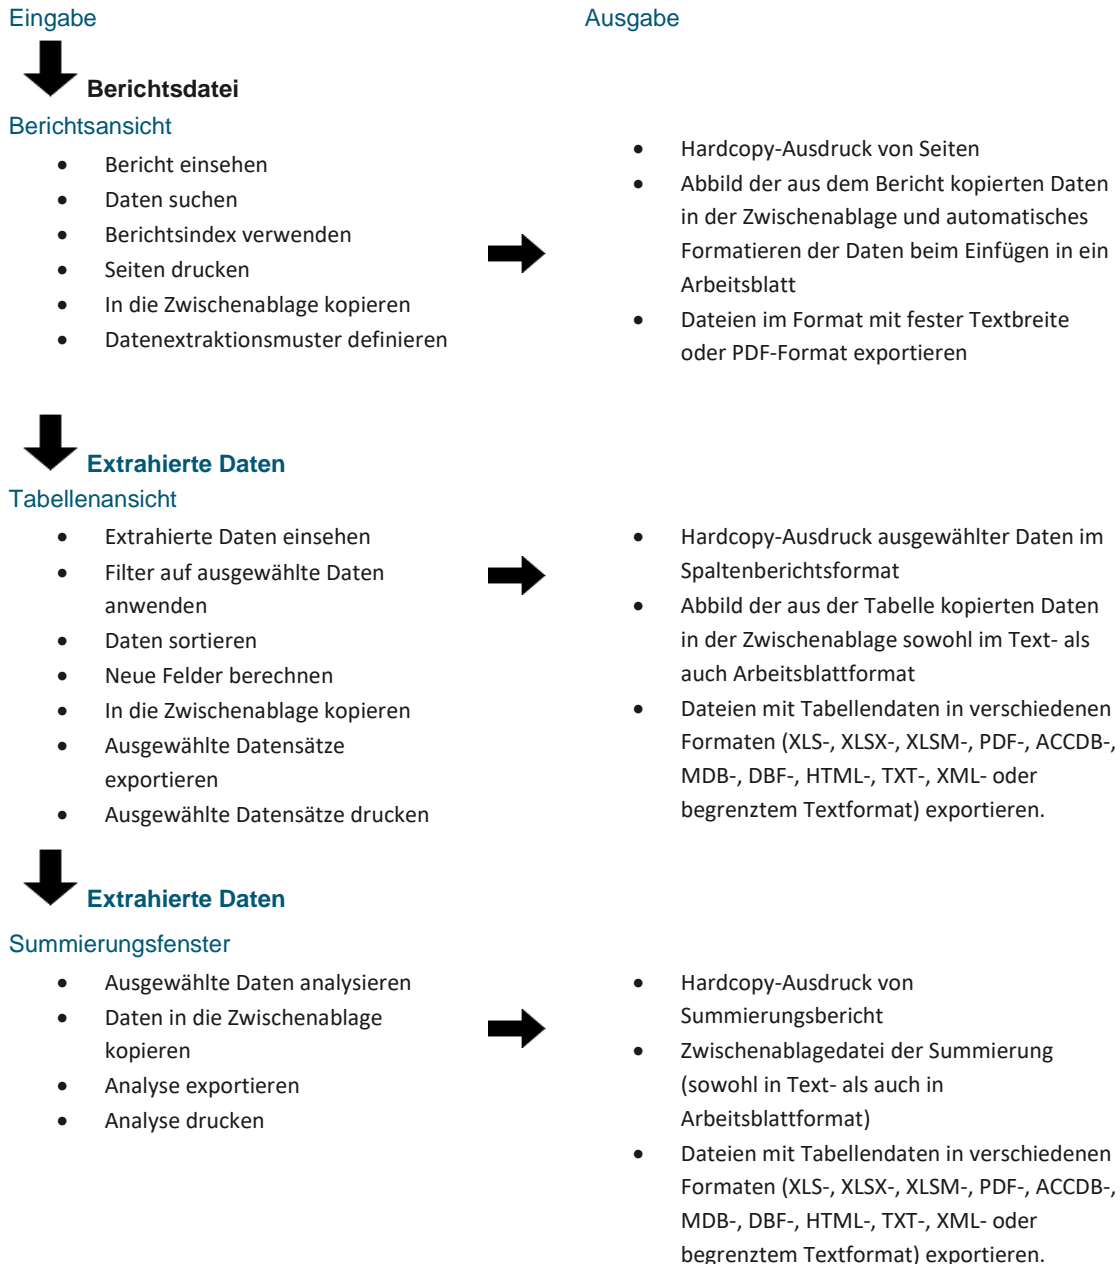 Eingabe
Ausgabe
Berichtsdatei
Berichtsansicht
• Bericht einsehen
• Daten suchen
• Berichtsindex verwenden
• Seiten drucken
• In die Zwischenablage kopieren
• Datenextraktionsmuster definieren
• Hardcopy-Ausdruck von Seiten
• Abbild der aus dem Bericht kopierten Daten
in der Zwischenablage und automatisches
Formatieren der Daten beim Einfügen in ein
Arbeitsblatt
• Dateien im Format mit fester Textbreite
oder PDF-Format exportieren
Extrahierte Daten
Tabellenansicht
• Extrahierte Daten einsehen
• Filter auf ausgewählte Daten
anwenden
• Daten sortieren
• Neue Felder berechnen
• In die Zwischenablage kopieren
• Ausgewählte Datensätze
exportieren
• Ausgewählte Datensätze drucken
• Hardcopy-Ausdruck ausgewählter Daten im
Spaltenberichtsformat
• Abbild der aus der Tabelle kopierten Daten
in der Zwischenablage sowohl im Text- als
auch Arbeitsblattformat
• Dateien mit Tabellendaten in verschiedenen
Formaten (XLS-, XLSX-, XLSM-, PDF-, ACCDB-,
MDB-, DBF-, HTML-, TXT-, XML- oder
begrenztem Textformat) exportieren.
Extrahierte Daten
Summierungsfenster
• Ausgewählte Daten analysieren
• Daten in die Zwischenablage
kopieren
• Analyse exportieren
• Analyse drucken
• Hardcopy-Ausdruck von
Summierungsbericht
• Zwischenablagedatei der Summierung
(sowohl in Text- als auch in
Arbeitsblattformat)
• Dateien mit Tabellendaten in verschiedenen
Formaten (XLS-, XLSX-, XLSM-, PDF-, ACCDB-,
MDB-, DBF-, HTML-, TXT-, XML- oder
begrenztem Textformat) exportieren.